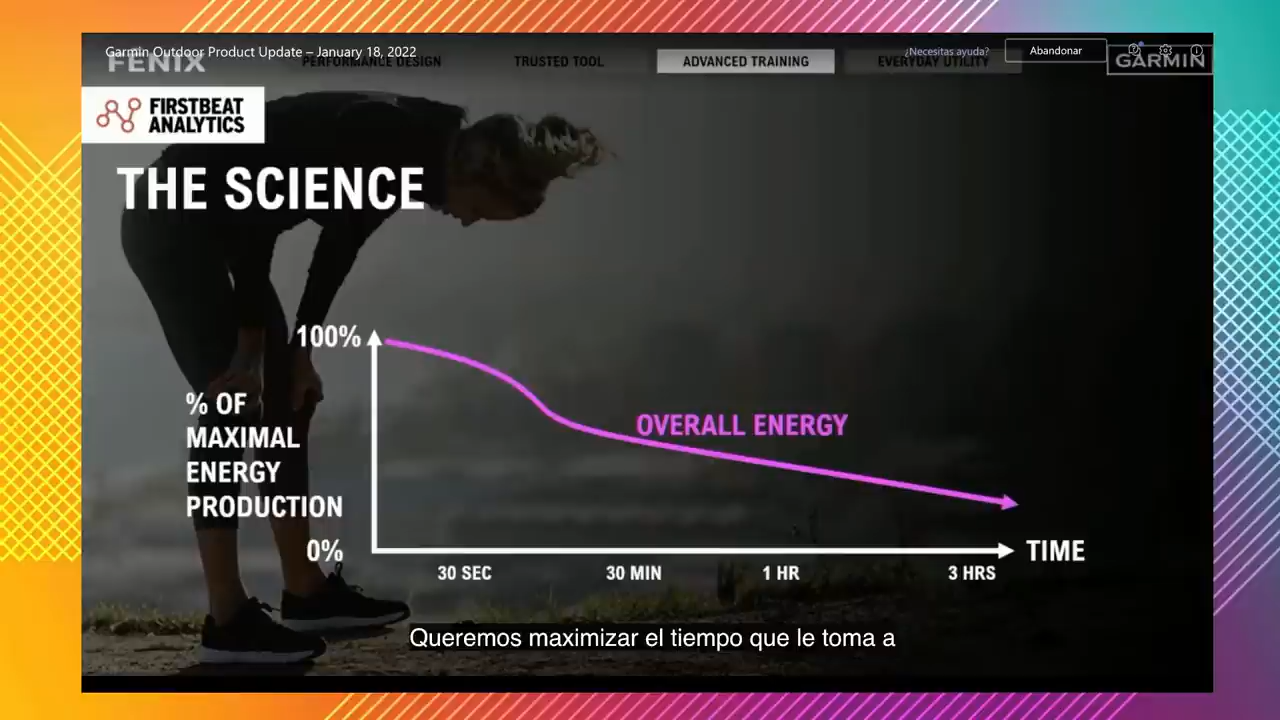 Garmin Outdoor Product Update – January 18, 2022
¿Necesitas ayuda?
Abandonar
FENIX
PERFORMANCE DESIGN
TRUSTED TOOL
ADVANCED TRAINING
EVERYDAY UTILITY
GARMIN
FIRSTBEAT
ANALYTICS
THE SCIENCE
100%
% OF
MAXIMAL
ENERGY
PRODUCTION
0%
OVERALL ENERGY
TIME
30 SEC
30 MIN
1 HR
3 HRS
Queremos maximizar el tiempo que le toma a